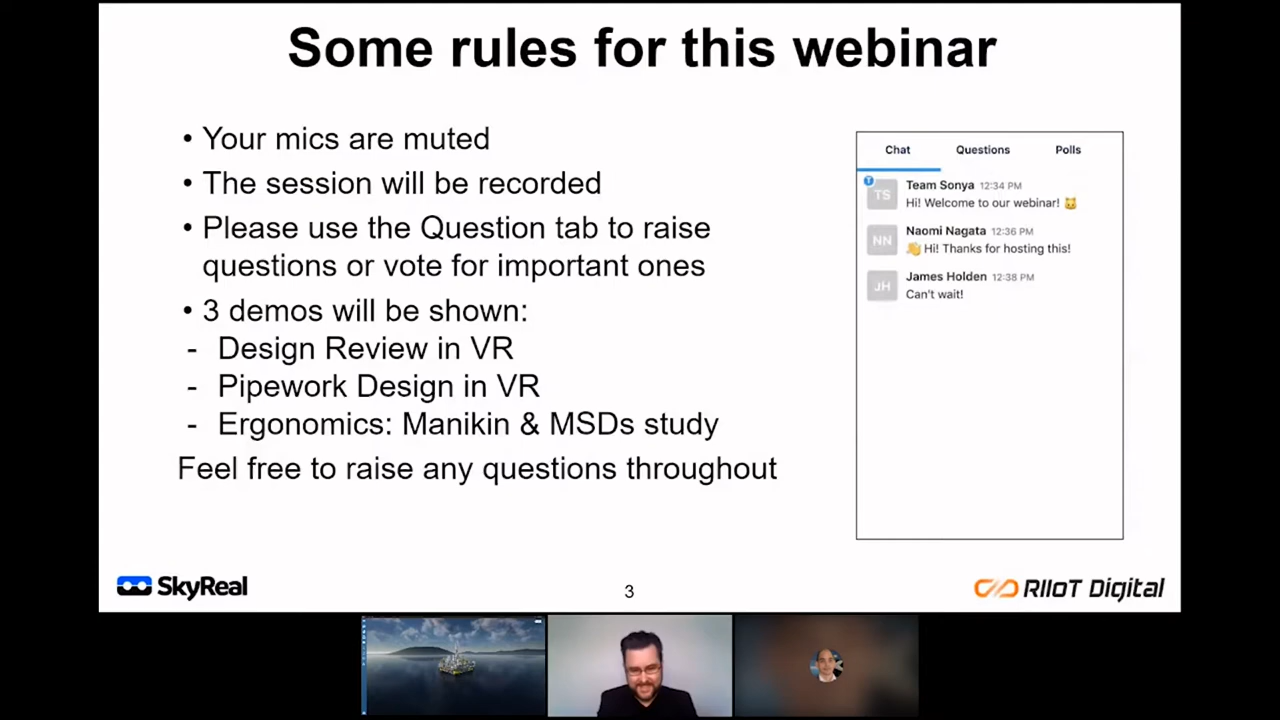 Some rules for this webinar
• Your mics are muted
• The session will be recorded
• Please use the Question tab to raise
questions or vote for important ones
• 3 demos will be shown:
- Design Review in VR
- Pipework Design in VR
- Ergonomics: Manikin & MSDs study
Feel free to raise any questions throughout
Chat Questions Polls
T
TS
Team Sonya 12:34 PM
Hi! Welcome to our webinar! 😺
NN
Naomi Nagata 12:36 PM
👋 Hi! Thanks for hosting this!
JH
James Holden 12:38 PM
Can't wait!
SkyReal
3
RIIoT Digital